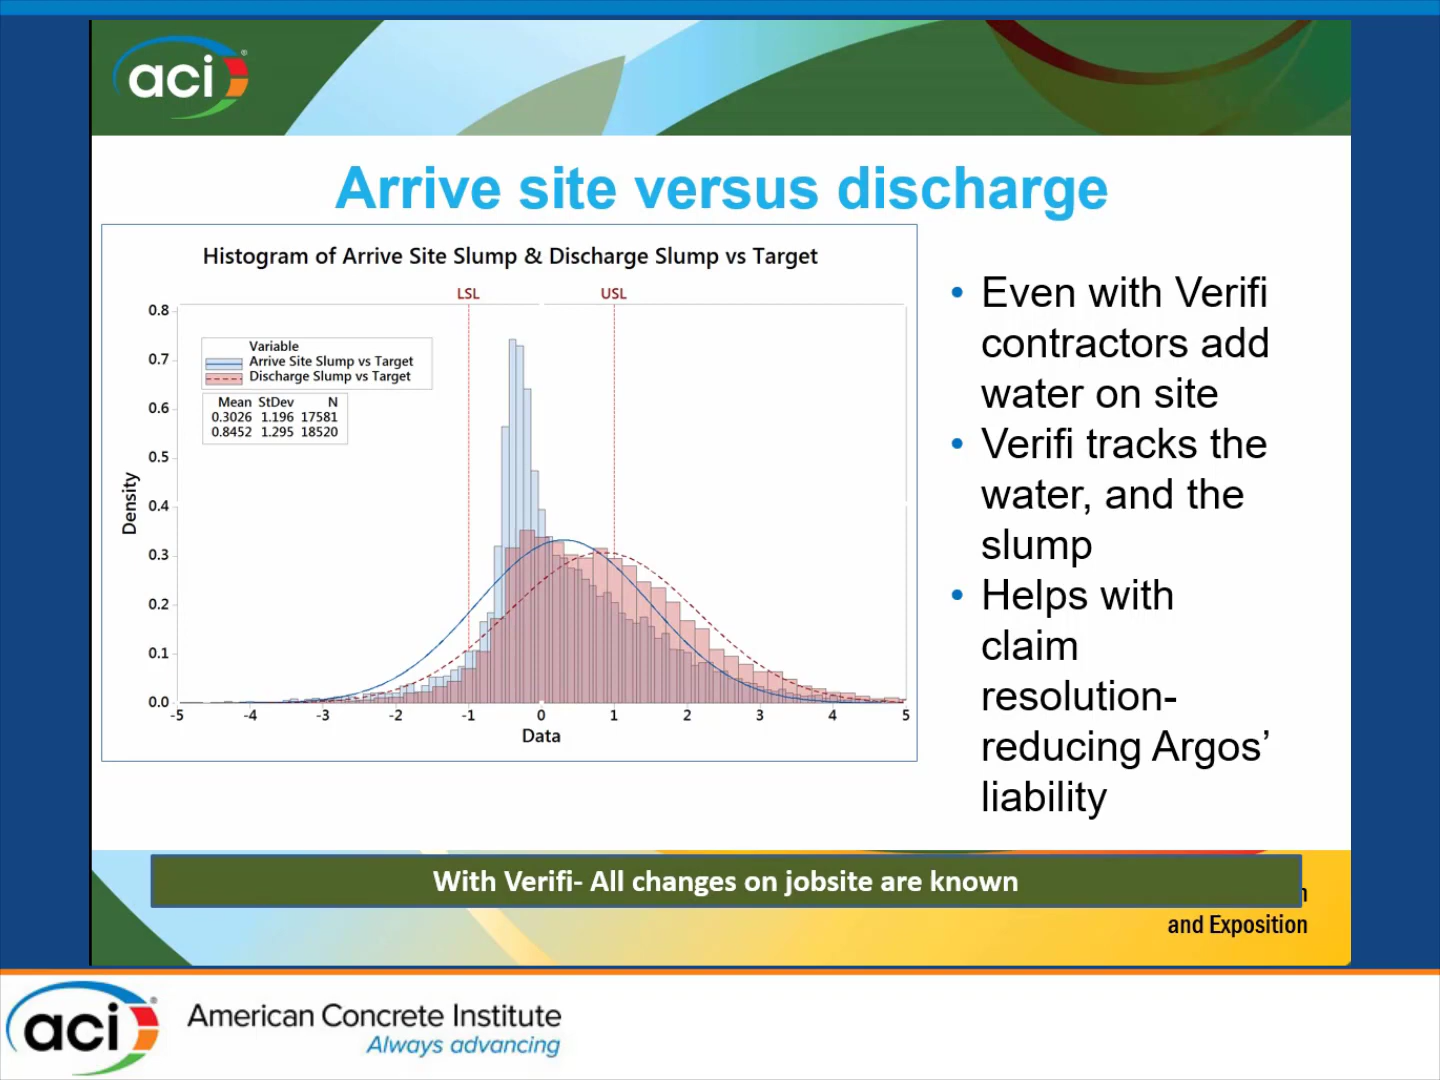 aci
Arrive site versus discharge
Histogram of Arrive Site Slump & Discharge Slump vs Target
LSL
USL
0.8
0.7
0.6
0.5
0.4
0.3
0.2
0.1
0.0
Density
Variable
Arrive Site Slump vs Target
Discharge Slump vs Target
Mean StDev N
0.3026 1.196 17581
0.8452 1.295 18520
-5 -4 -3 -2 -1 0 1 2 3 4 5
Data
• Even with Verifi
contractors add
water on site
• Verifi tracks the
water, and the
slump
• Helps with
claim
resolution-
reducing Argos’
liability
With Verifi- All changes on jobsite are known
and Exposition
aci
American Concrete Institute
Always advancing